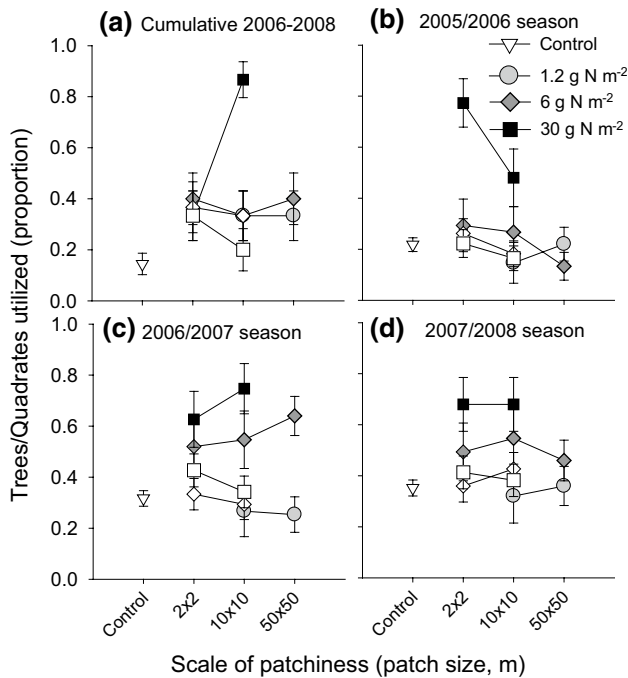 (a) Cumulative 2006-2008
(b) 2005/2006 season
Control
1.2 g N m⁻²
6 g N m⁻²
30 g N m⁻²
1.0
0.8
0.6
0.4
0.2
0.0
(c) 2006/2007 season
(d) 2007/2008 season
1.0
0.8
0.6
0.4
0.2
0.0
Trees/Quadrates utilized (proportion)
Control
2x2
10x10
50x50
Control
2x2
10x10
50x50
Scale of patchiness (patch size, m)